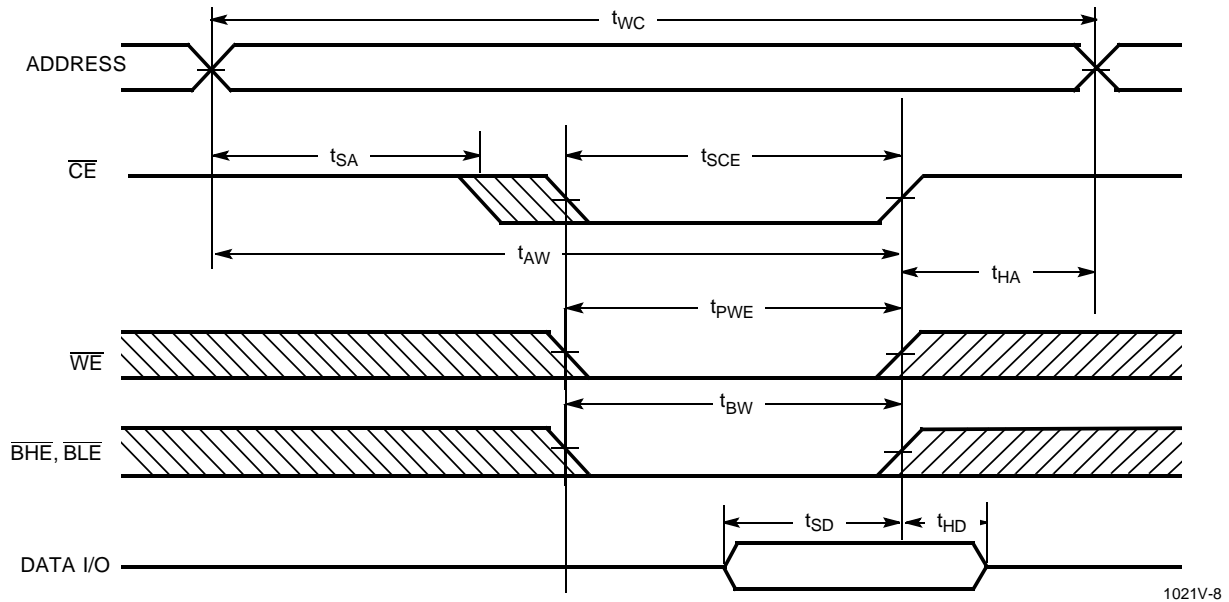 tWC
ADDRESS
tSA
tSCE
CE
tAW
tHA
tPWE
WE
tBW
BHE, BLE
tSD
tHD
DATA I/O
1021V-8